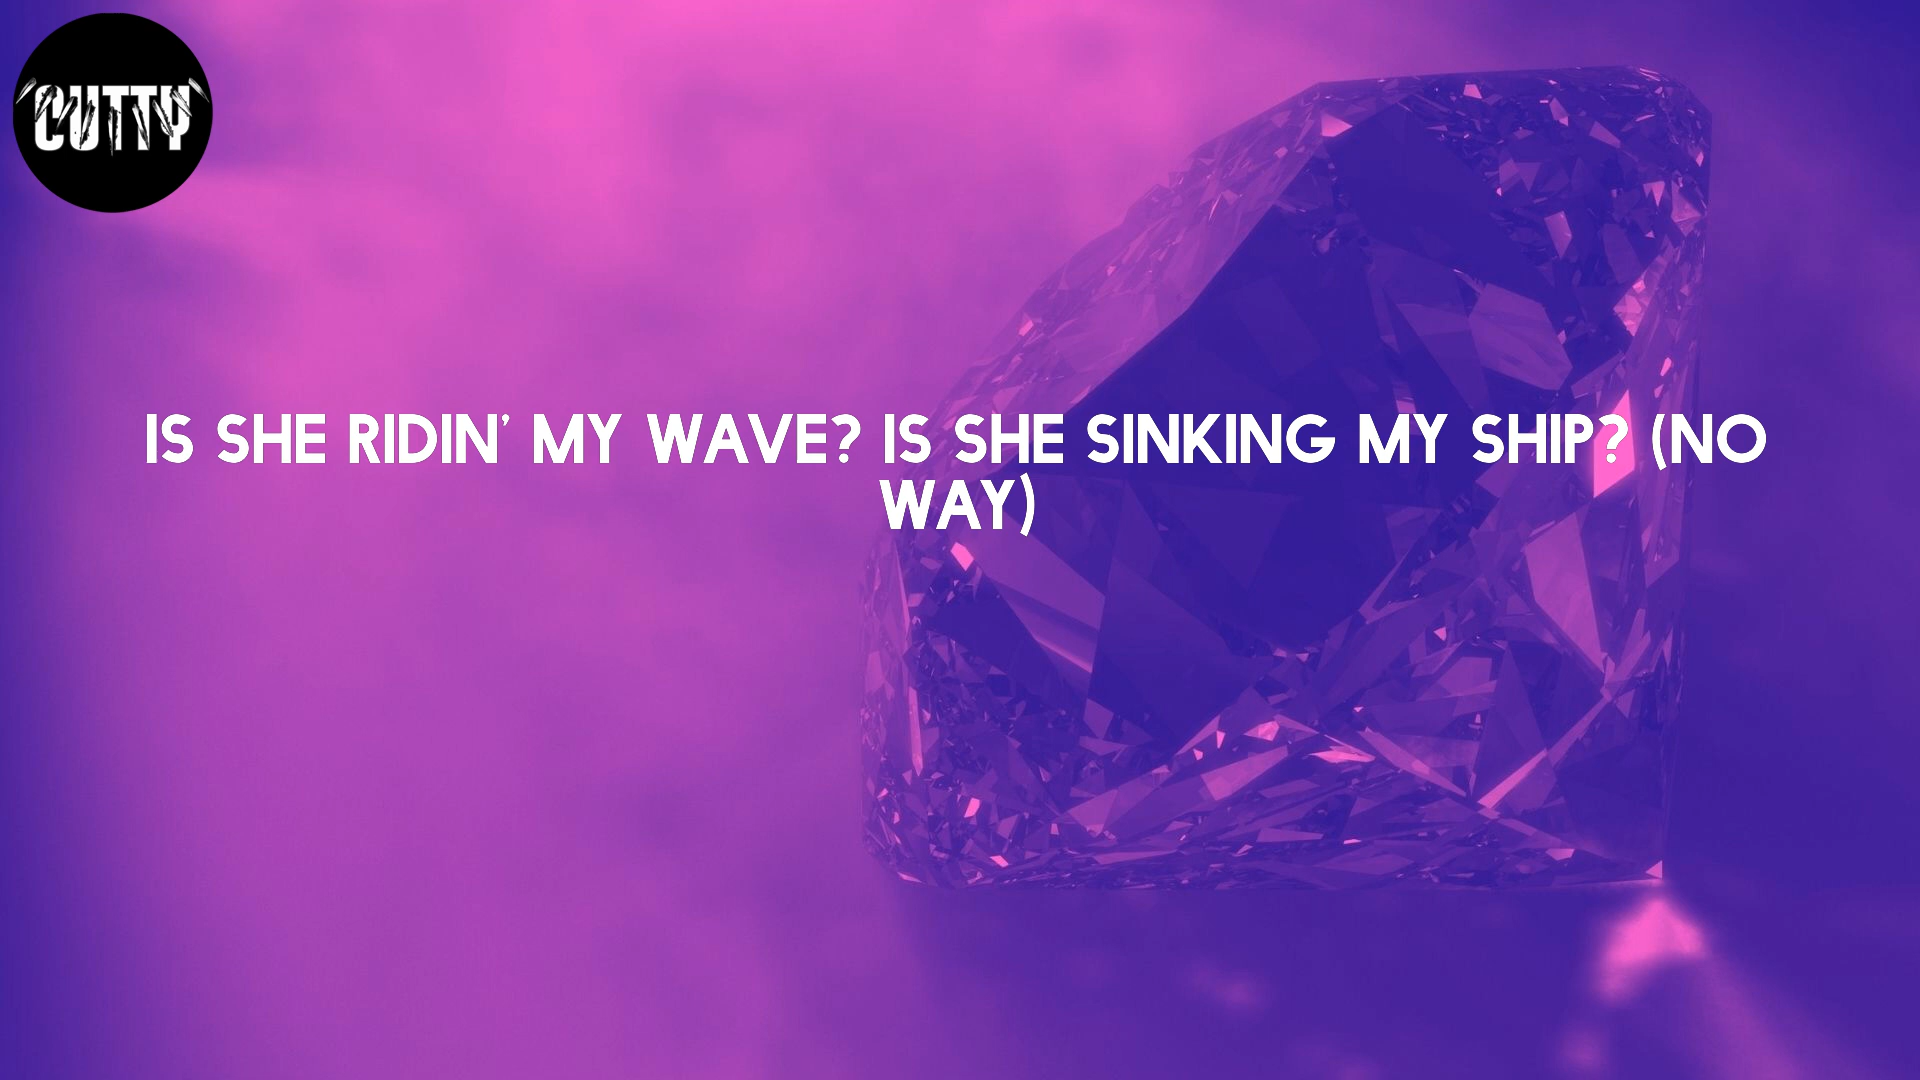 CUTTY
IS SHE RIDIN' MY WAVE? IS SHE SINKING MY SHIP? (NO
WAY)